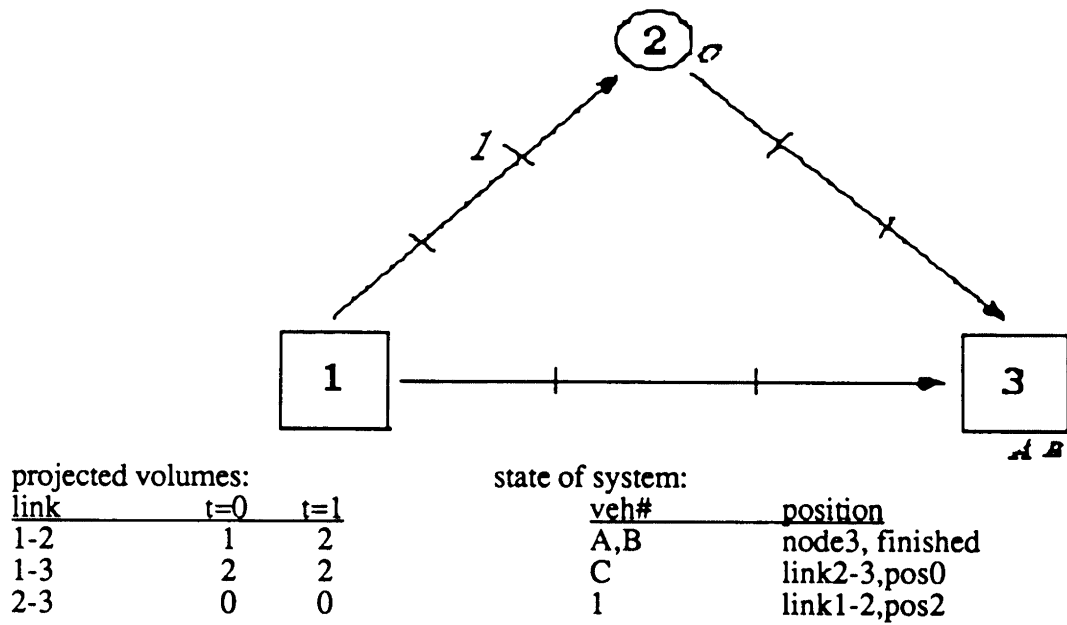 2
1
1
3
A B
projected volumes:
link t=0 t=1
1-2 1 2
1-3 2 2
2-3 0 0
state of system:
veh# position
A,B node3, finished
C link2-3,pos0
1 link1-2,pos2